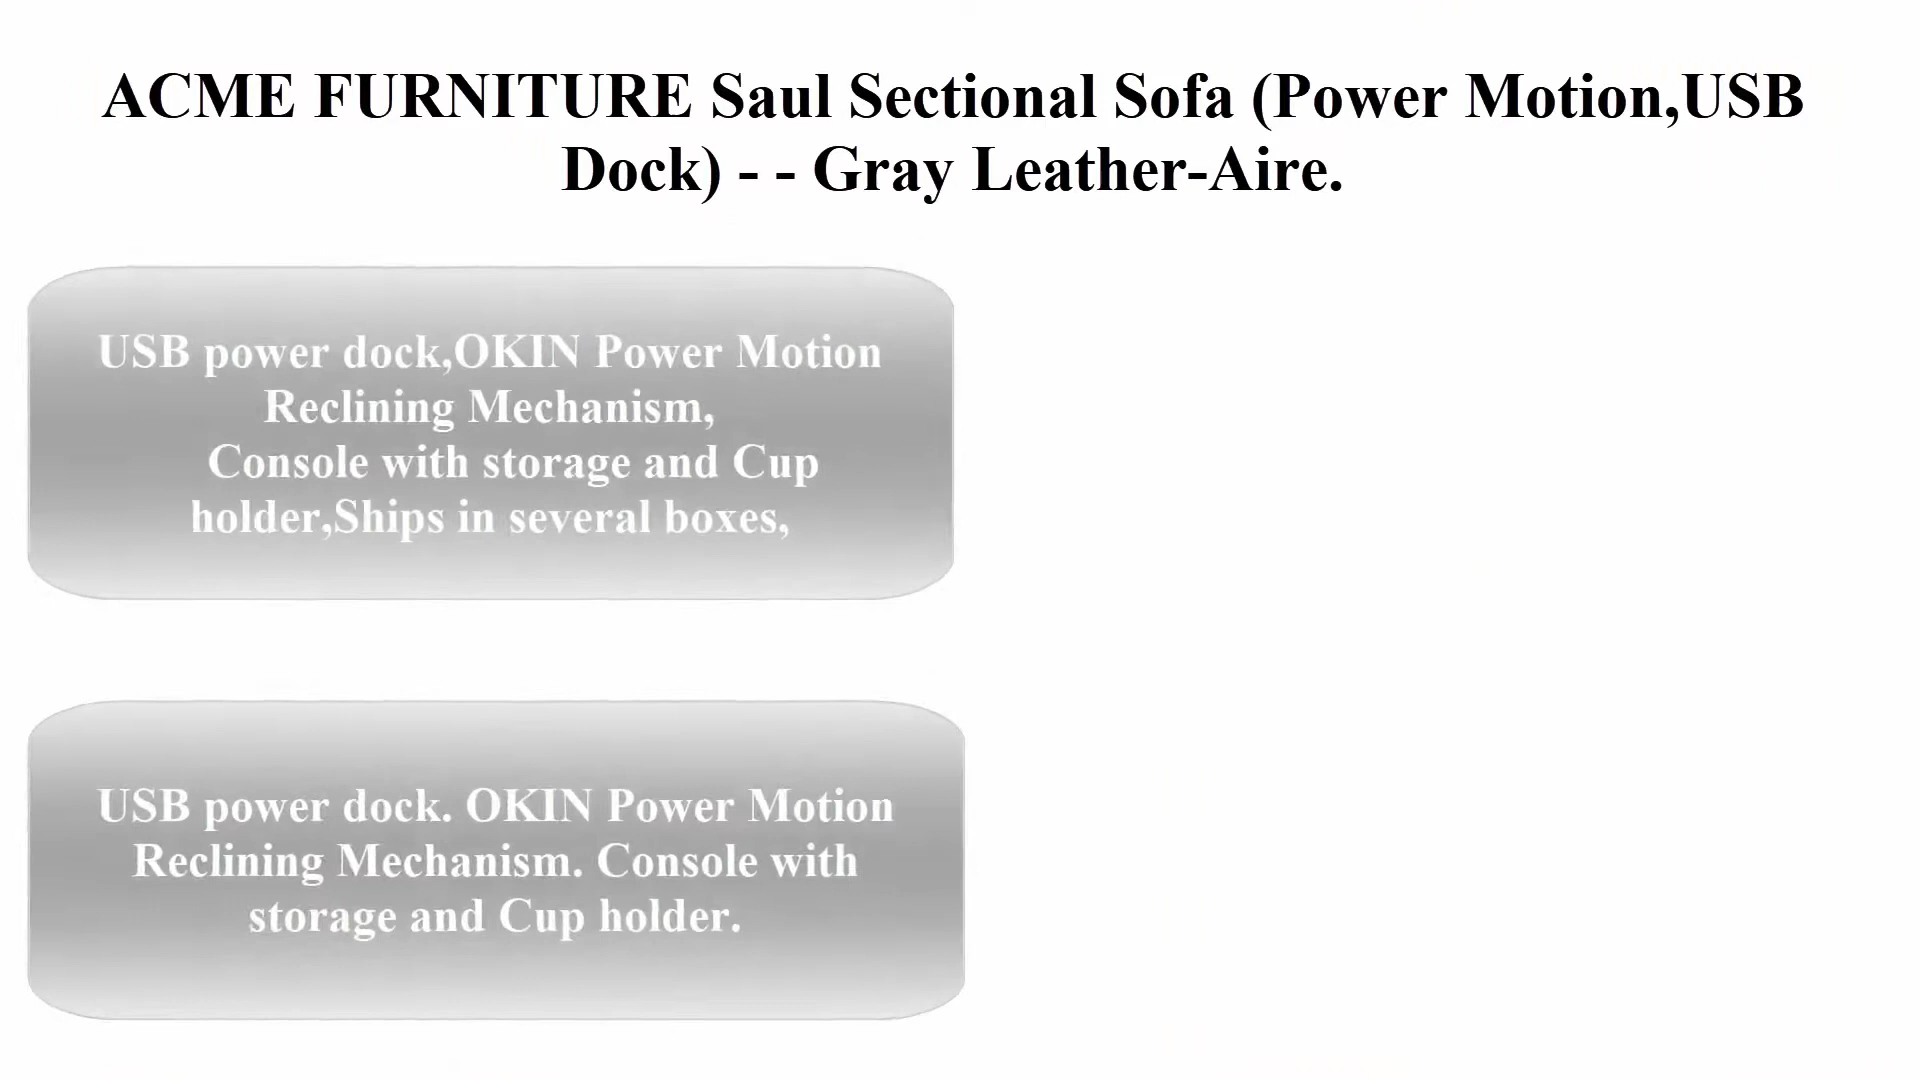 ACME FURNITURE Saul Sectional Sofa (Power Motion,USB
Dock) - - Gray Leather-Aire.
USB power dock,OKIN Power Motion
Reclining Mechanism,
Console with storage and Cup
holder,Ships in several boxes,
USB power dock. OKIN Power Motion
Reclining Mechanism. Console with
storage and Cup holder.